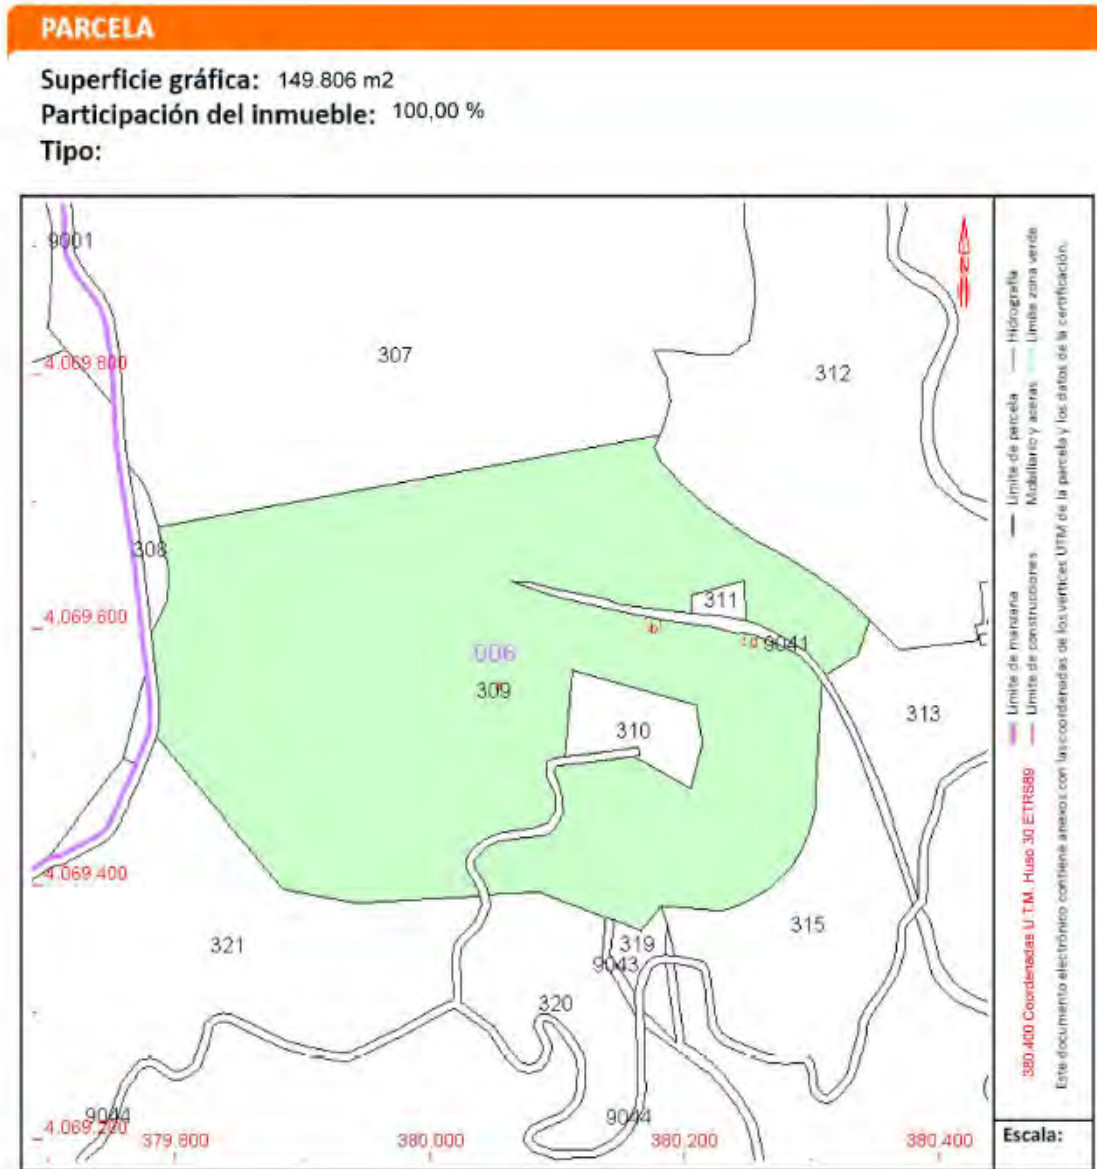 PARCELA
Superficie gráfica: 149.806 m2
Participación del inmueble: 100,00 %
Tipo:
9001
4.069.800
307
312
308
4.069.600
311
9041
006
309
310
313
4.069.400
321
319
315
9043
320
9044
9044
4.069.200
379.800
380.000
380.200
380.400
Límite de manzana
Límite de parcela
Hidrografía
380.400 Coordenadas U.T.M. Huso 30 ETRS89
Límite de construcciones
Mobiliario y aceras
Límite zona verde
Este documento electrónico contiene anexos con las coordenadas de los vértices UTM de la parcela y los datos de la certificación.
Escala: